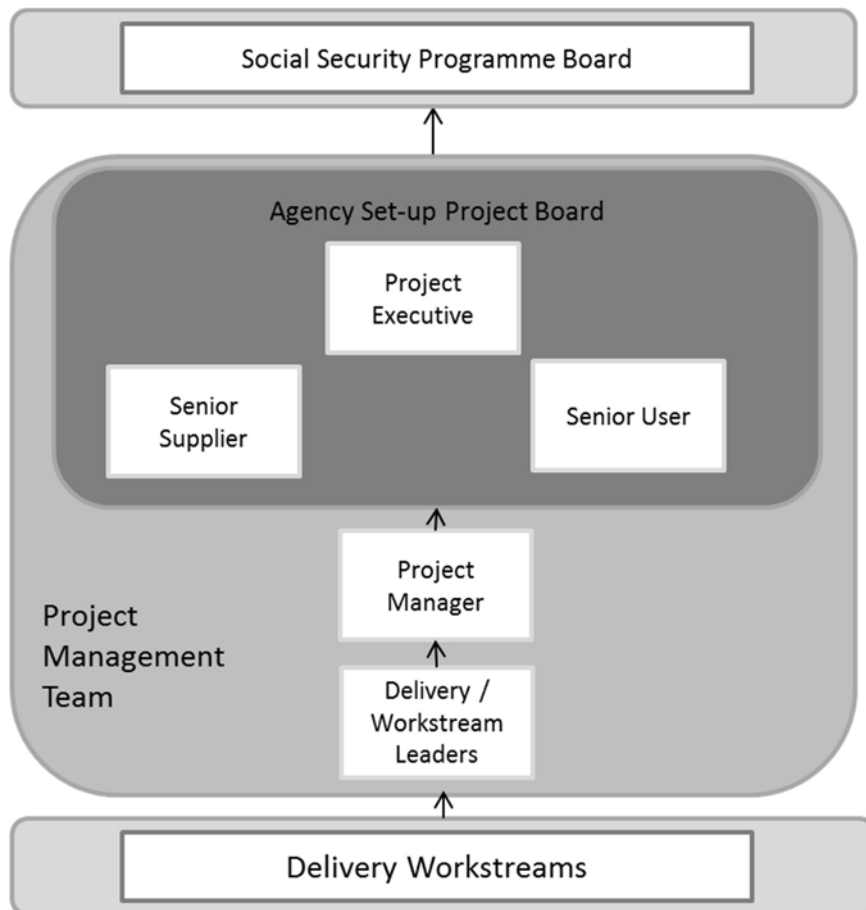 Social Security Programme Board
Agency Set-up Project Board
Project
Executive
Senior
Supplier
Senior User
Project
Manager
Project
Management
Team
Delivery /
Workstream
Leaders
Delivery Workstreams